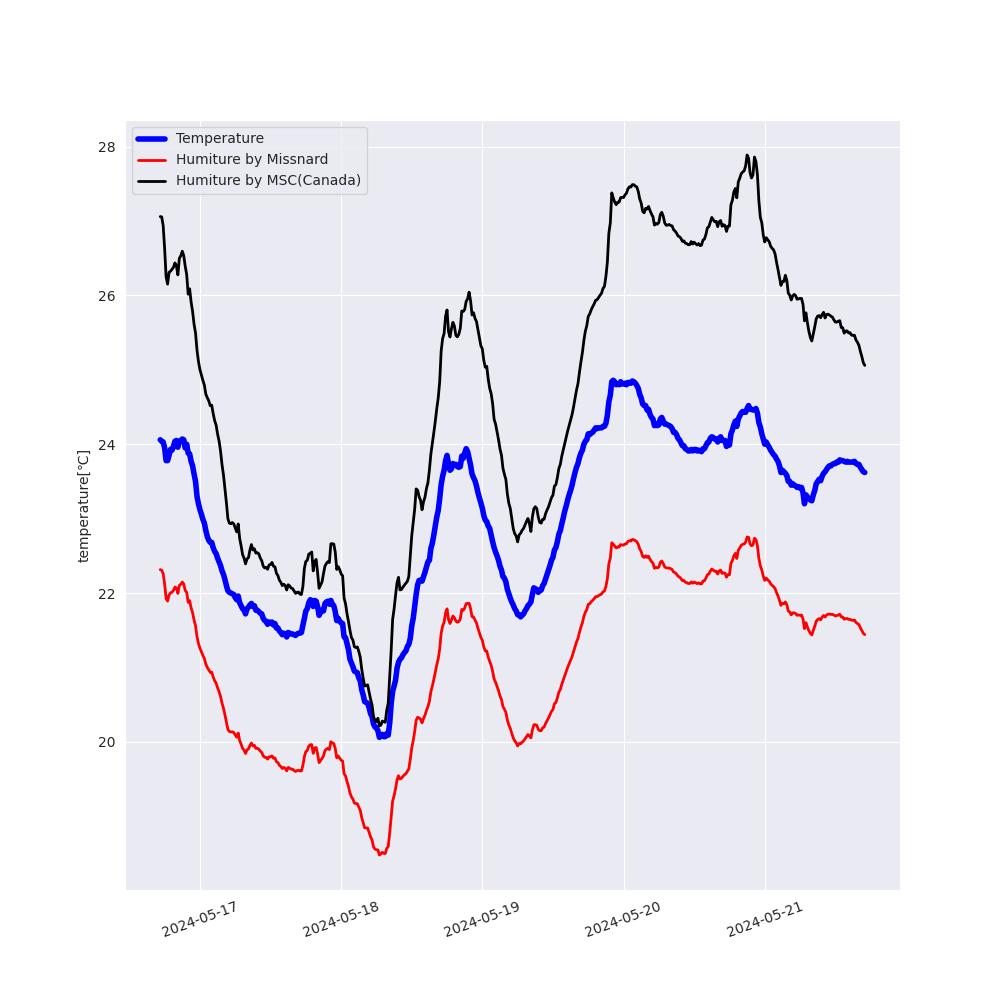 Temperature
Humiture by Missnard
Humiture by MSC(Canada)
28
26
24
22
20
temperature[℃]
2024-05-17
2024-05-18
2024-05-19
2024-05-20
2024-05-21